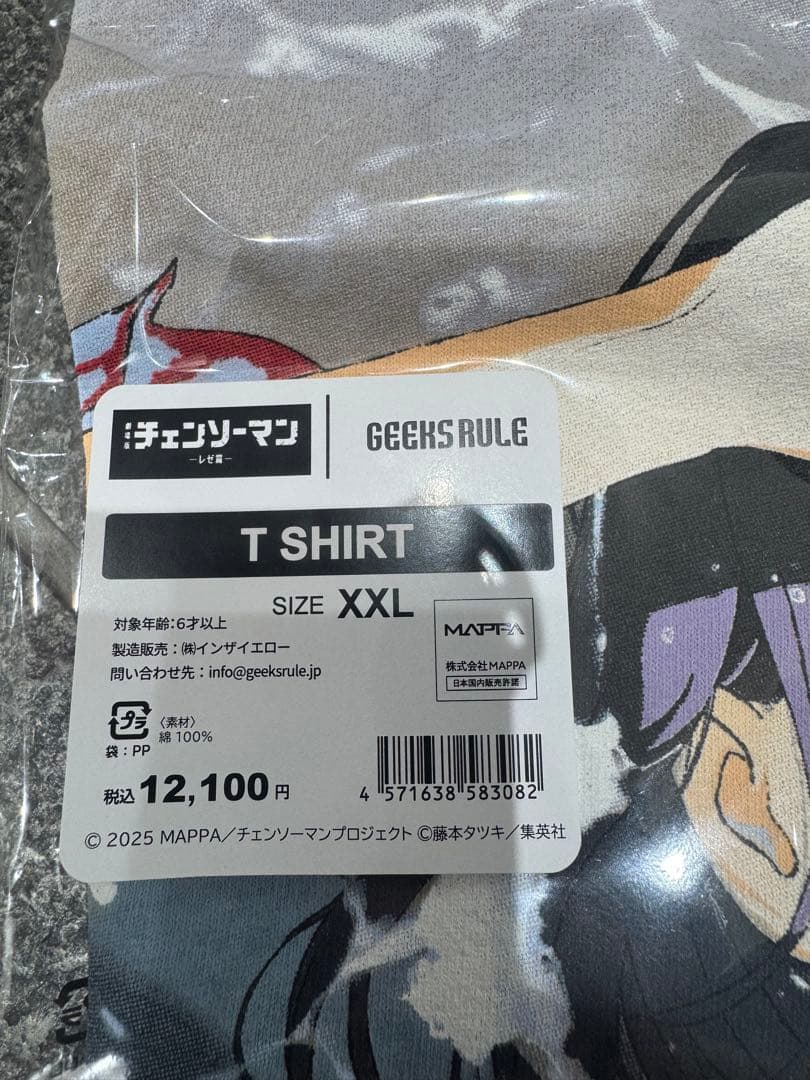 劇場版 チェンソーマン
―レゼ篇―
GEEKS RULE
T SHIRT
SIZE XXL
対象年齢:6才以上
製造販売：㈱インザイエロー
問い合わせ先：info@geeksrule.jp
MAPPA
株式会社MAPPA
日本国内販売許諾
プラ
袋：PP
〈素材〉
綿 100%
税込 12,100円
4 571638 583082
© 2025 MAPPA／チェンソーマンプロジェクト ©藤本タツキ／集英社